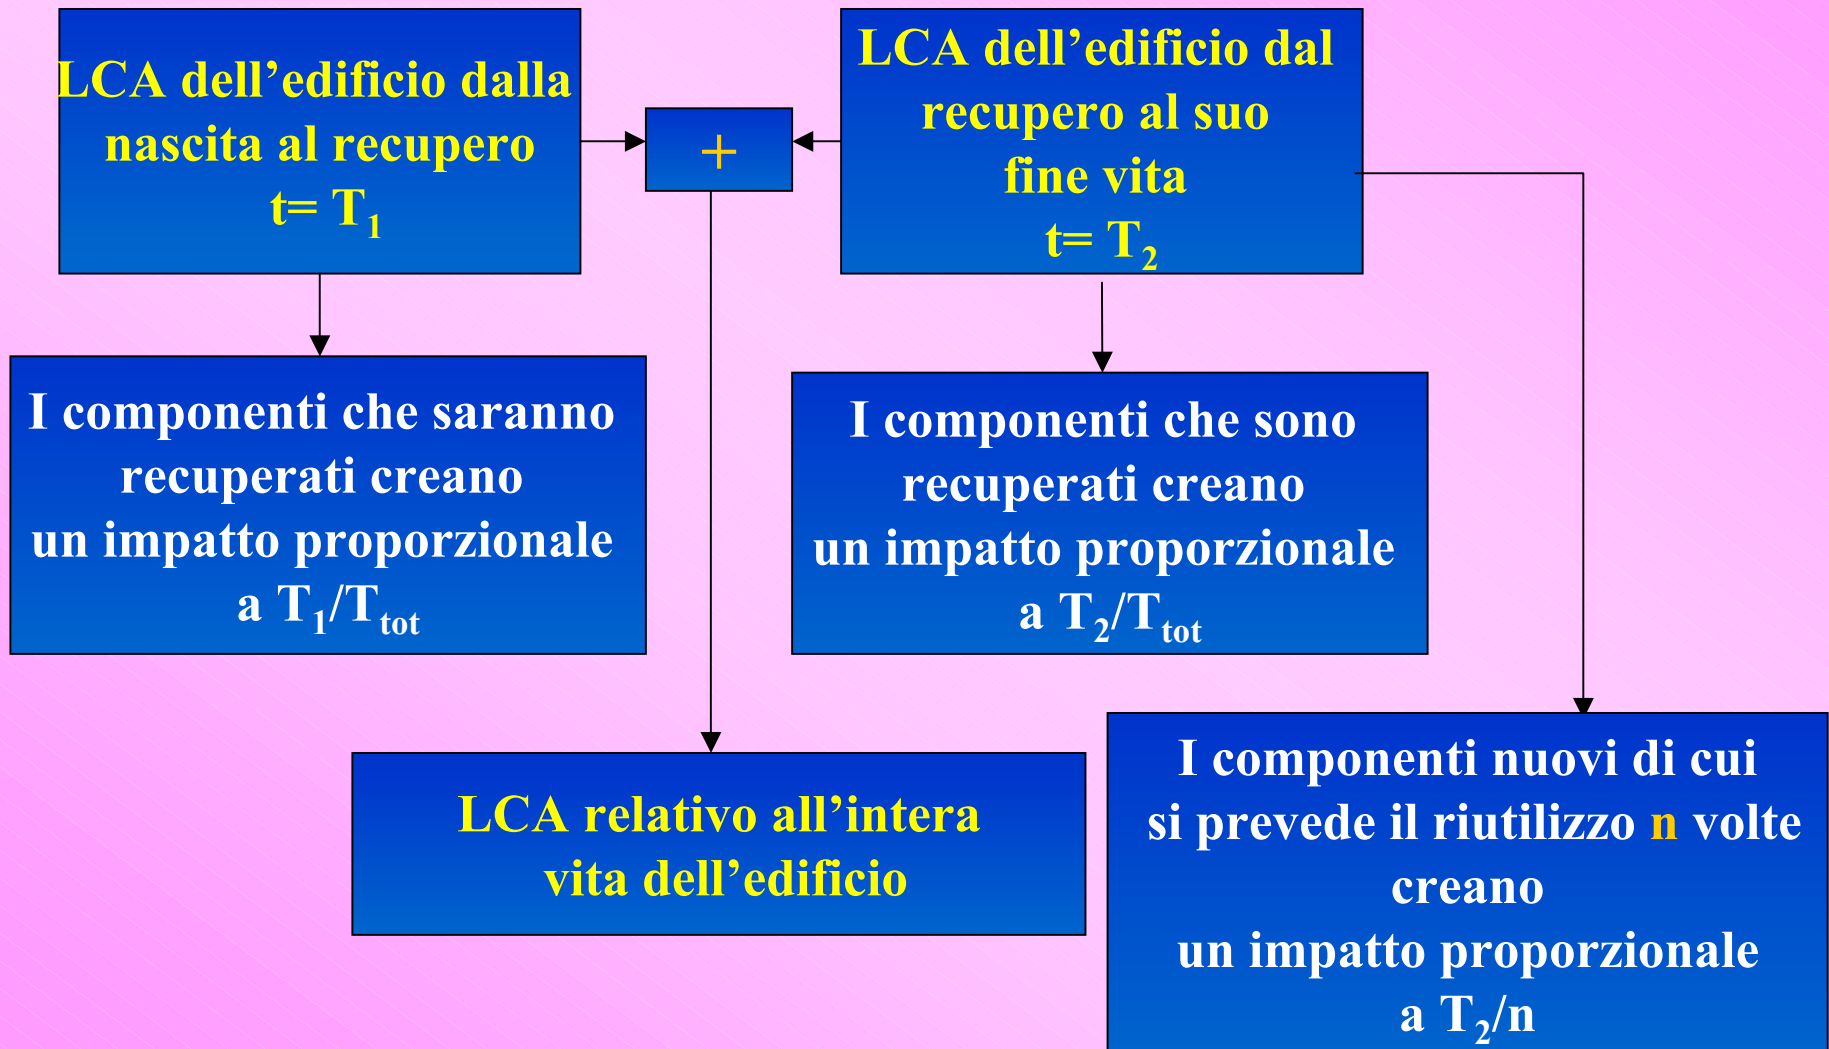 LCA dell’edificio dalla
nascita al recupero
t= T₁
+
LCA dell’edificio dal
recupero al suo
fine vita
t= T₂
I componenti che saranno
recuperati creano
un impatto proporzionale
a T₁/Tₜₒₜ
I componenti che sono
recuperati creano
un impatto proporzionale
a T₂/Tₜₒₜ
LCA relativo all’intera
vita dell’edificio
I componenti nuovi di cui
si prevede il riutilizzo n volte
creano
un impatto proporzionale
a T₂/n